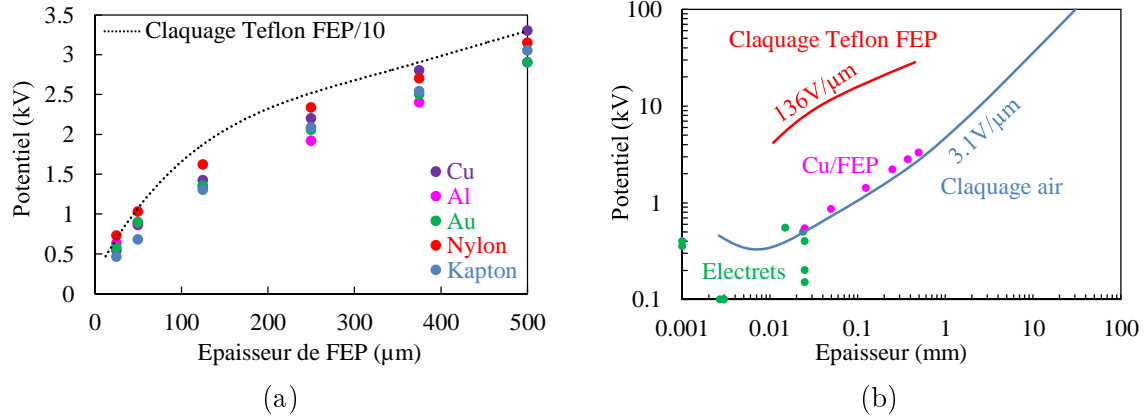 3.5
3
2.5
2
1.5
1
0.5
0
Potentiel (kV)
Claquage Teflon FEP/10
Cu
Al
Au
Nylon
Kapton
0 100 200 300 400 500
Epaisseur de FEP (µm)
(a)
100
10
1
0.1
Potentiel (kV)
Claquage Teflon FEP
136V/µm
Cu/FEP
3.1V/µm
Claquage air
Electrets
0.001 0.01 0.1 1 10 100
Epaisseur (mm)
(b)